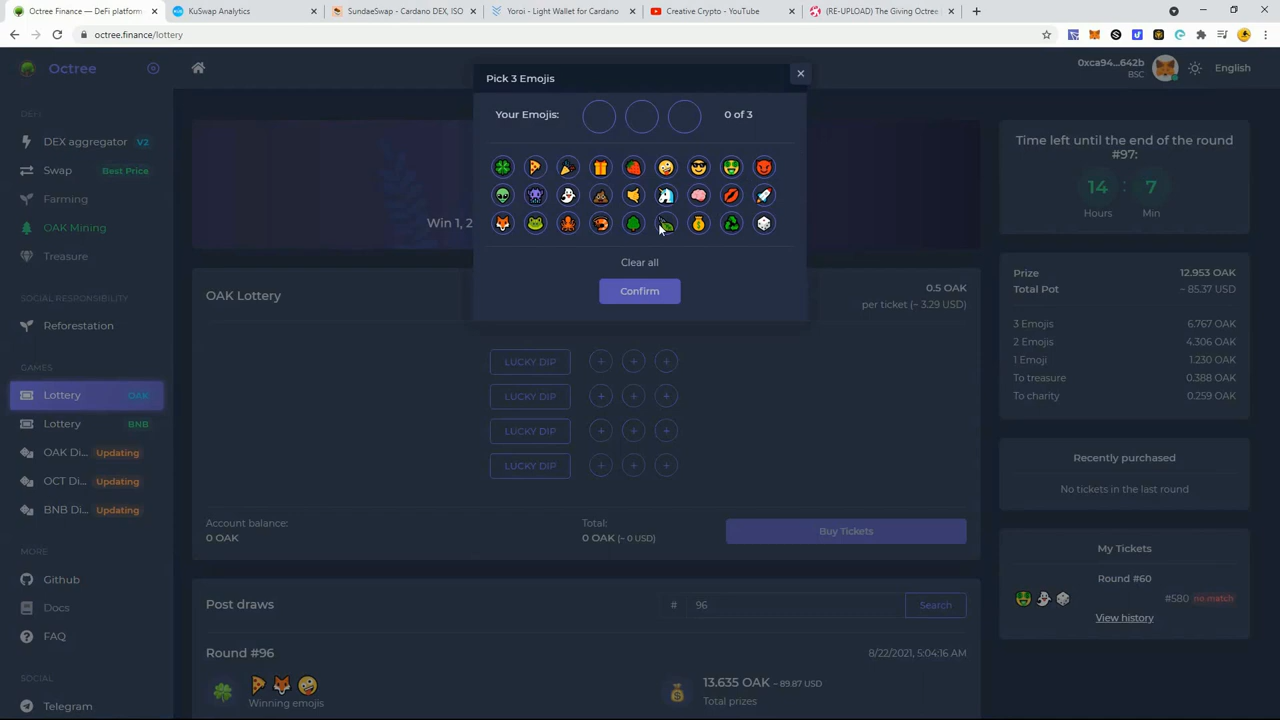 Octree Finance — DeFi platform
KuSwap Analytics
SundaeSwap - Cardano DEX, ISO
Yoroi - Light Wallet for Cardano
Creative Crypto - YouTube
(RE-UPLOAD) The Giving Octree
octree.finance/lottery
Octree
0xca94...642b
BSC
English
DEFI
DEX aggregator V2
Swap Best Price
Farming
OAK Mining
Treasure
SOCIAL RESPONSIBILITY
Reforestation
GAMES
Lottery OAK
Lottery BNB
OAK Di... Updating
OCT Di... Updating
BNB Di... Updating
MORE
Github
Docs
FAQ
SOCIAL
Telegram
Pick 3 Emojis
Your Emojis: 0 of 3
Clear all
Confirm
Win 1, 2
OAK Lottery
0.5 OAK
per ticket (~ 3.29 USD)
LUCKY DIP + + +
LUCKY DIP + + +
LUCKY DIP + + +
LUCKY DIP + + +
Account balance:
0 OAK
Total:
0 OAK (~ 0 USD)
Buy Tickets
Post draws
# 96
Search
Round #96
8/22/2021, 5:04:16 AM
Winning emojis
13.635 OAK ~ 89.87 USD
Total prizes
Time left until the end of the round
#97:
14 : 7
Hours Min
Prize 12.953 OAK
Total Pot ~ 85.37 USD
3 Emojis 6.767 OAK
2 Emojis 4.306 OAK
1 Emoji 1.230 OAK
To treasure 0.388 OAK
To charity 0.259 OAK
Recently purchased
No tickets in the last round
My Tickets
Round #60
#580 no match
View history